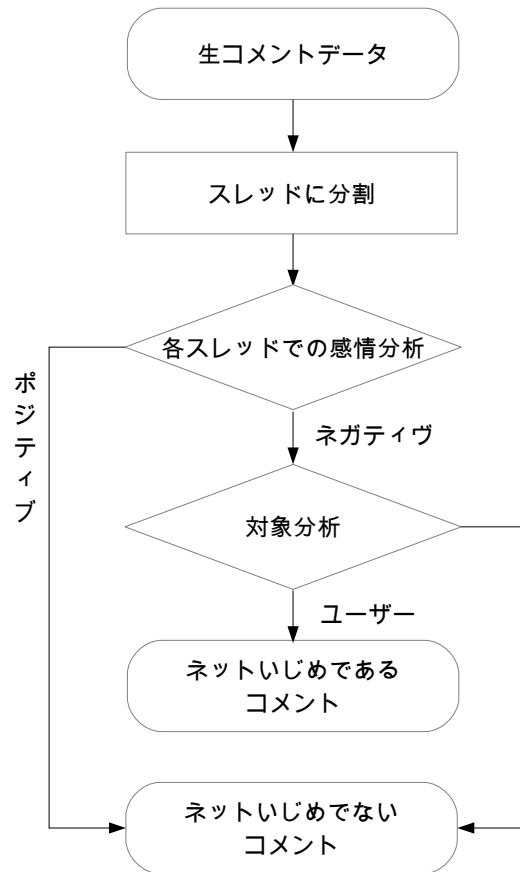 生コメントデータ
スレッドに分割
各スレッドでの感情分析
ポジティブ
ネガティヴ
対象分析
ユーザー
ネットいじめである
コメント
ネットいじめでない
コメント